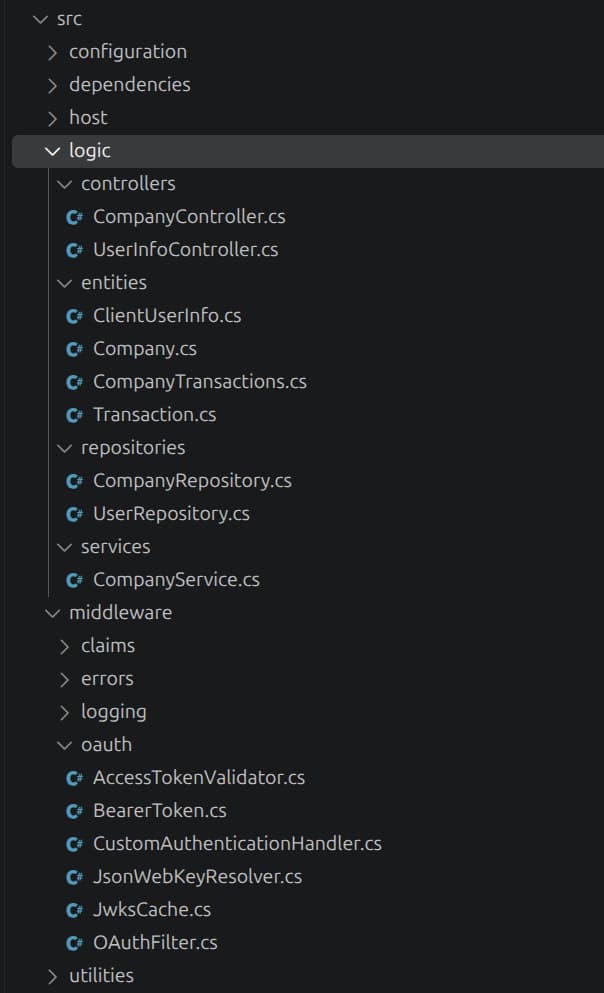 src
configuration
dependencies
host
logic
controllers
C# CompanyController.cs
C# UserInfoController.cs
entities
C# ClientUserInfo.cs
C# Company.cs
C# CompanyTransactions.cs
C# Transaction.cs
repositories
C# CompanyRepository.cs
C# UserRepository.cs
services
C# CompanyService.cs
middleware
claims
errors
logging
oauth
C# AccessTokenValidator.cs
C# BearerToken.cs
C# CustomAuthenticationHandler.cs
C# JsonWebKeyResolver.cs
C# JwksCache.cs
C# OAuthFilter.cs
utilities